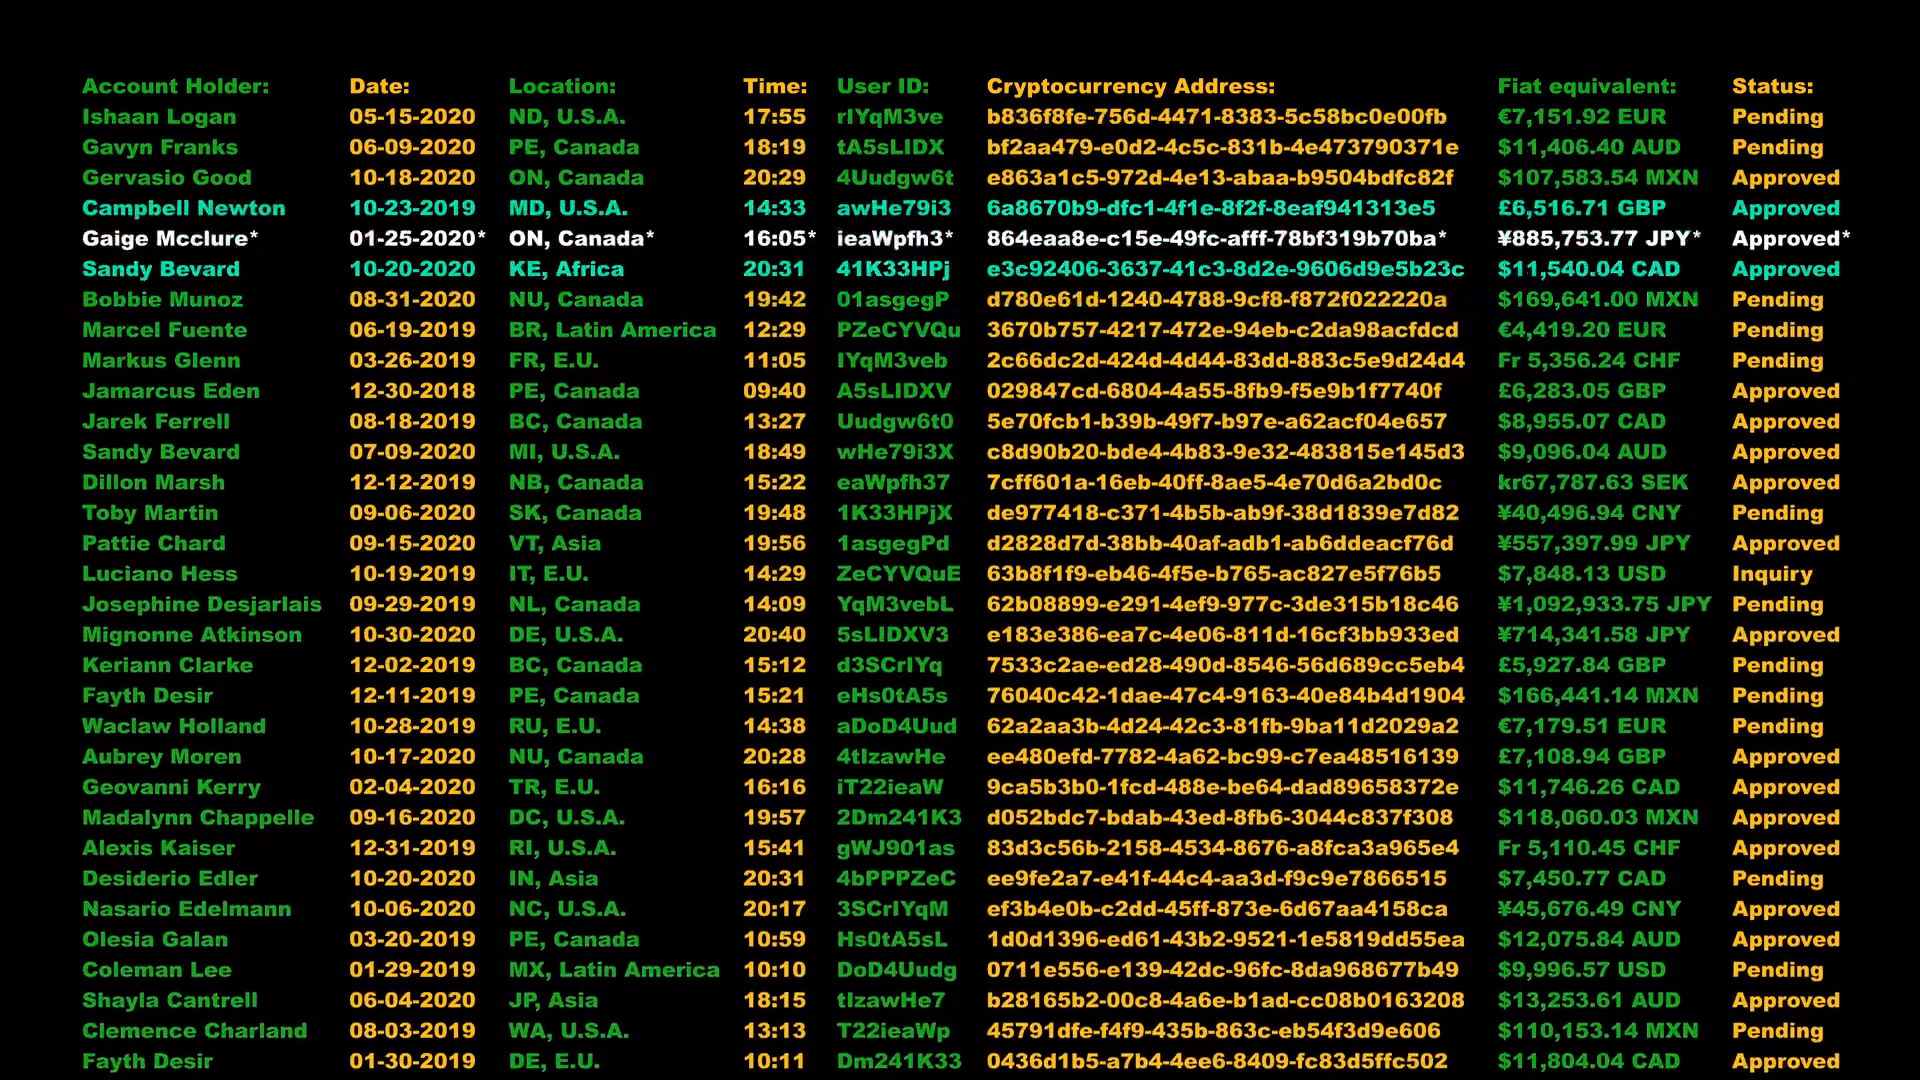 Account Holder: Date: Location: Time: User ID: Cryptocurrency Address: Fiat equivalent: Status:
Ishaan Logan 05-15-2020 ND, U.S.A. 17:55 rIYqM3ve b836f8fe-756d-4471-8383-5c58bc0e00fb €7,151.92 EUR Pending
Gavyn Franks 06-09-2020 PE, Canada 18:19 tA5sLIDX bf2aa479-e0d2-4c5c-831b-4e473790371e $11,406.40 AUD Pending
Gervasio Good 10-18-2020 ON, Canada 20:29 4Uudgw6t e863a1c5-972d-4e13-abaa-b9504bdfc82f $107,583.54 MXN Approved
Campbell Newton 10-23-2019 MD, U.S.A. 14:33 awHe79i3 6a8670b9-dfc1-4f1e-8f2f-8eaf941313e5 £6,516.71 GBP Approved
Gaige Mcclure* 01-25-2020* ON, Canada* 16:05* ieaWpfh3* 864eaa8e-c15e-49fc-afff-78bf319b70ba* ¥885,753.77 JPY* Approved*
Sandy Bevard 10-20-2020 KE, Africa 20:31 41K33HPj e3c92406-3637-41c3-8d2e-9606d9e5b23c $11,540.04 CAD Approved
Bobbie Munoz 08-31-2020 NU, Canada 19:42 01asgegP d780e61d-1240-4788-9cf8-f872f022220a $169,641.00 MXN Pending
Marcel Fuente 06-19-2019 BR, Latin America 12:29 PZeCYVQu 3670b757-4217-472e-94eb-c2da98acfdcd €4,419.20 EUR Pending
Markus Glenn 03-26-2019 FR, E.U. 11:05 IYqM3veb 2c66dc2d-424d-4d44-83dd-883c5e9d24d4 Fr 5,356.24 CHF Pending
Jamarcus Eden 12-30-2018 PE, Canada 09:40 A5sLIDXV 029847cd-6804-4a55-8fb9-f5e9b1f7740f £6,283.05 GBP Approved
Jarek Ferrell 08-18-2019 BC, Canada 13:27 Uudgw6t0 5e70fcb1-b39b-49f7-b97e-a62acf04e657 $8,955.07 CAD Approved
Sandy Bevard 07-09-2020 MI, U.S.A. 18:49 wHe79i3X c8d90b20-bde4-4b83-9e32-483815e145d3 $9,096.04 AUD Approved
Dillon Marsh 12-12-2019 NB, Canada 15:22 eaWpfh37 7cff601a-16eb-40ff-8ae5-4e70d6a2bd0c kr67,787.63 SEK Approved
Toby Martin 09-06-2020 SK, Canada 19:48 1K33HPjX de977418-c371-4b5b-ab9f-38d1839e7d82 ¥40,496.94 CNY Pending
Pattie Chard 09-15-2020 VT, Asia 19:56 1asgegPd d2828d7d-38bb-40af-adb1-ab6ddeacf76d ¥557,397.99 JPY Approved
Luciano Hess 10-19-2019 IT, E.U. 14:29 ZeCYVQuE 63b8f1f9-eb46-4f5e-b765-ac827e5f76b5 $7,848.13 USD Inquiry
Josephine Desjarlais 09-29-2019 NL, Canada 14:09 YqM3vebL 62b08899-e291-4ef9-977c-3de315b18c46 ¥1,092,933.75 JPY Pending
Mignonne Atkinson 10-30-2020 DE, U.S.A. 20:40 5sLIDXV3 e183e386-ea7c-4e06-811d-16cf3bb933ed ¥714,341.58 JPY Approved
Keriann Clarke 12-02-2019 BC, Canada 15:12 d3SCrIYq 7533c2ae-ed28-490d-8546-56d689cc5eb4 £5,927.84 GBP Pending
Fayth Desir 12-11-2019 PE, Canada 15:21 eHs0tA5s 76040c42-1dae-47c4-9163-40e84b4d1904 $166,441.14 MXN Pending
Waclaw Holland 10-28-2019 RU, E.U. 14:38 aDoD4Uud 62a2aa3b-4d24-42c3-81fb-9ba11d2029a2 €7,179.51 EUR Pending
Aubrey Moren 10-17-2020 NU, Canada 20:28 4tIzawHe ee480efd-7782-4a62-bc99-c7ea48516139 £7,108.94 GBP Approved
Geovanni Kerry 02-04-2020 TR, E.U. 16:16 iT22ieaW 9ca5b3b0-1fcd-488e-be64-dad89658372e $11,746.26 CAD Approved
Madalynn Chappelle 09-16-2020 DC, U.S.A. 19:57 2Dm241K3 d052bdc7-bdab-43ed-8fb6-3044c837f308 $118,060.03 MXN Approved
Alexis Kaiser 12-31-2019 RI, U.S.A. 15:41 gWJ901as 83d3c56b-2158-4534-8676-a8fca3a965e4 Fr 5,110.45 CHF Approved
Desiderio Edler 10-20-2020 IN, Asia 20:31 4bPPPZeC ee9fe2a7-e41f-44c4-aa3d-f9c9e7866515 $7,450.77 CAD Pending
Nasario Edelmann 10-06-2020 NC, U.S.A. 20:17 3SCrIYqM ef3b4e0b-c2dd-45ff-873e-6d67aa4158ca ¥45,676.49 CNY Approved
Olesia Galan 03-20-2019 PE, Canada 10:59 Hs0tA5sL 1d0d1396-ed61-43b2-9521-1e5819dd55ea $12,075.84 AUD Approved
Coleman Lee 01-29-2019 MX, Latin America 10:10 DoD4Uudg 0711e556-e139-42dc-96fc-8da968677b49 $9,996.57 USD Pending
Shayla Cantrell 06-04-2020 JP, Asia 18:15 tIzawHe7 b28165b2-00c8-4a6e-b1ad-cc08b0163208 $13,253.61 AUD Approved
Clemence Charland 08-03-2019 WA, U.S.A. 13:13 T22ieaWp 45791dfe-f4f9-435b-863c-eb54f3d9e606 $110,153.14 MXN Pending
Fayth Desir 01-30-2019 DE, E.U. 10:11 Dm241K33 0436d1b5-a7b4-4ee6-8409-fc83d5ffc502 $11,804.04 CAD Approved